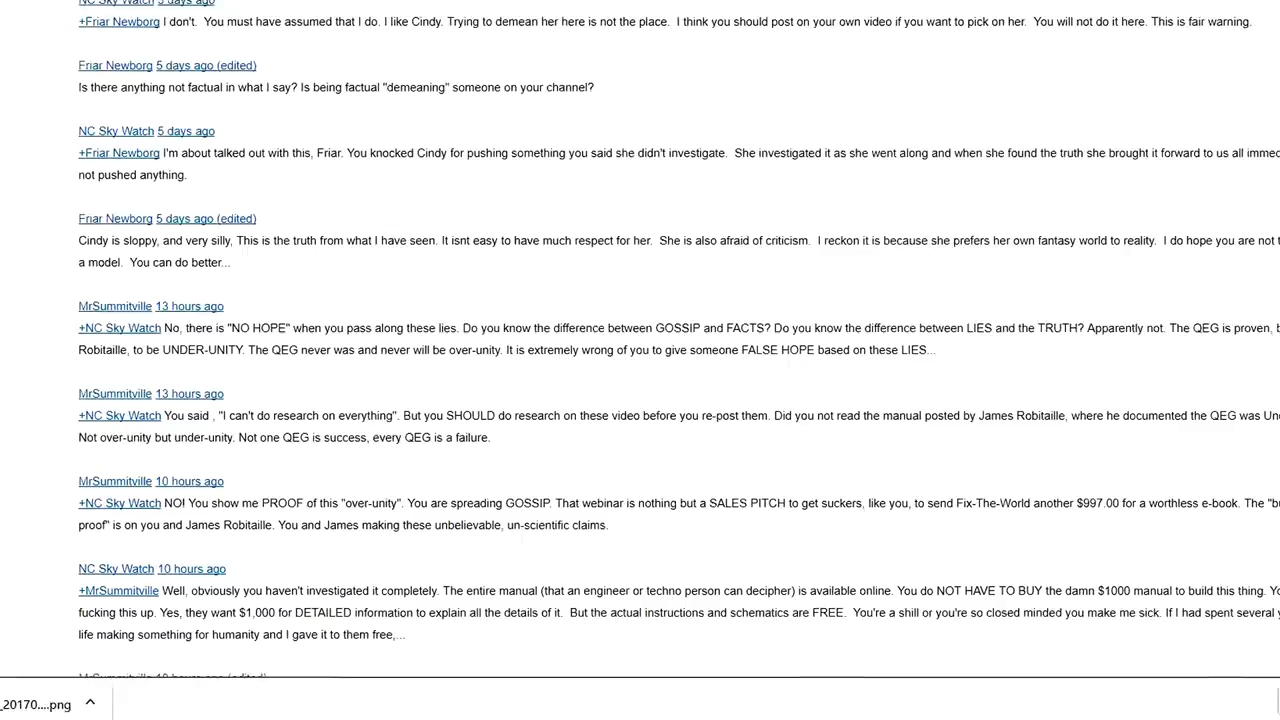 NC Sky Watch 5 days ago
+Friar Newborg I don't. You must have assumed that I do. I like Cindy. Trying to demean her here is not the place. I think you should post on your own video if you want to pick on her. You will not do it here. This is fair warning.
Friar Newborg 5 days ago (edited)
Is there anything not factual in what I say? Is being factual "demeaning" someone on your channel?
NC Sky Watch 5 days ago
+Friar Newborg I'm about talked out with this, Friar. You knocked Cindy for pushing something you said she didn't investigate. She investigated it as she went along and when she found the truth she brought it forward to us all
not pushed anything.
Friar Newborg 5 days ago (edited)
Cindy is sloppy, and very silly, This is the truth from what I have seen. It isnt easy to have much respect for her. She is also afraid of criticism. I reckon it is because she prefers her own fantasy world to reality. I do hope you are not
a model. You can do better...
MrSummitville 13 hours ago
+NC Sky Watch No, there is "NO HOPE" when you pass along these lies. Do you know the difference between GOSSIP and FACTS? Do you know the difference between LIES and the TRUTH? Apparently not. The QEG is proven,
Robitaille, to be UNDER-UNITY. The QEG never was and never will be over-unity. It is extremely wrong of you to give someone FALSE HOPE based on these LIES...
MrSummitville 13 hours ago
+NC Sky Watch You said , "I can't do research on everything". But you SHOULD do research on these video before you re-post them. Did you not read the manual posted by James Robitaille, where he documented the QEG was
Not over-unity but under-unity. Not one QEG is success, every QEG is a failure.
MrSummitville 10 hours ago
+NC Sky Watch NO! You show me PROOF of this "over-unity". You are spreading GOSSIP. That webinar is nothing but a SALES PITCH to get suckers, like you, to send Fix-The-World another $997.00 for a worthless e-book. The
proof" is on you and James Robitaille. You and James making these unbelievable, un-scientific claims.
NC Sky Watch 10 hours ago
+MrSummitville Well, obviously you haven't investigated it completely. The entire manual (that an engineer or techno person can decipher) is available online. You do NOT HAVE TO BUY the damn $1000 manual to build this thing.
fucking this up. Yes, they want $1,000 for DETAILED information to explain all the details of it. But the actual instructions and schematics are FREE. You're a shill or you're so closed minded you make me sick. If I had spent several
life making something for humanity and I gave it to them free,...
MrSummitville 10 hours ago (edited)
_20170....png